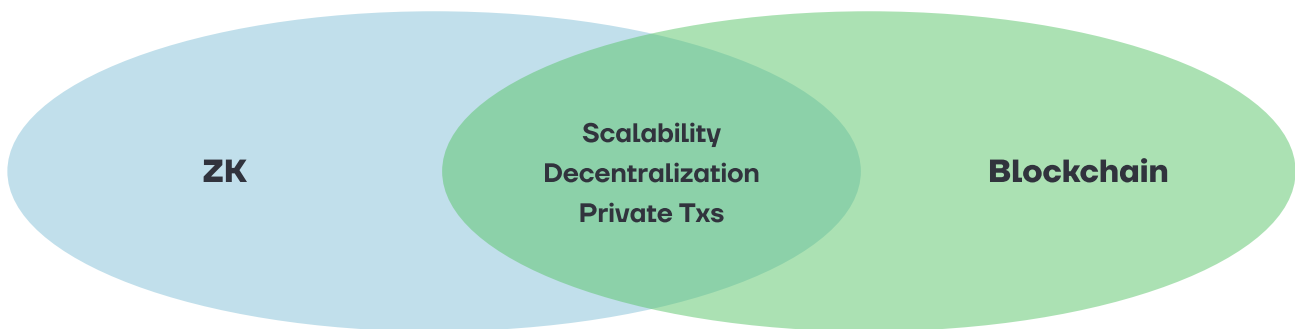 ZK
Scalability
Decentralization
Private Txs
Blockchain